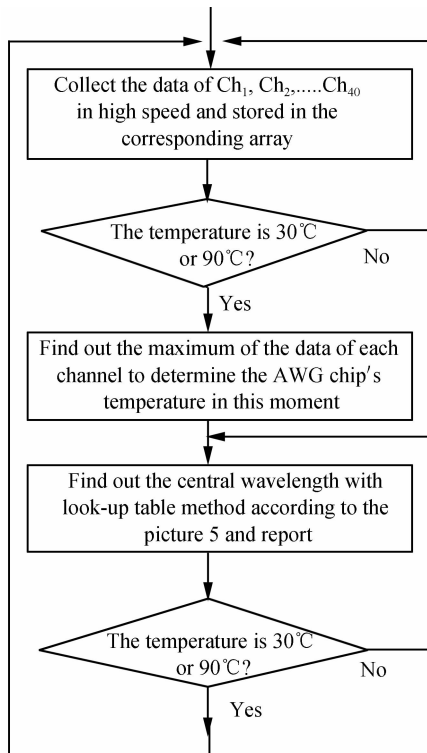 Collect the data of Ch₁, Ch₂,.....Ch₄₀
in high speed and stored in the
corresponding array
The temperature is 30℃
or 90℃?
No
Yes
Find out the maximum of the data of each
channel to determine the AWG chip's
temperature in this moment
Find out the central wavelength with
look-up table method according to the
picture 5 and report
The temperature is 30℃
or 90℃?
No
Yes